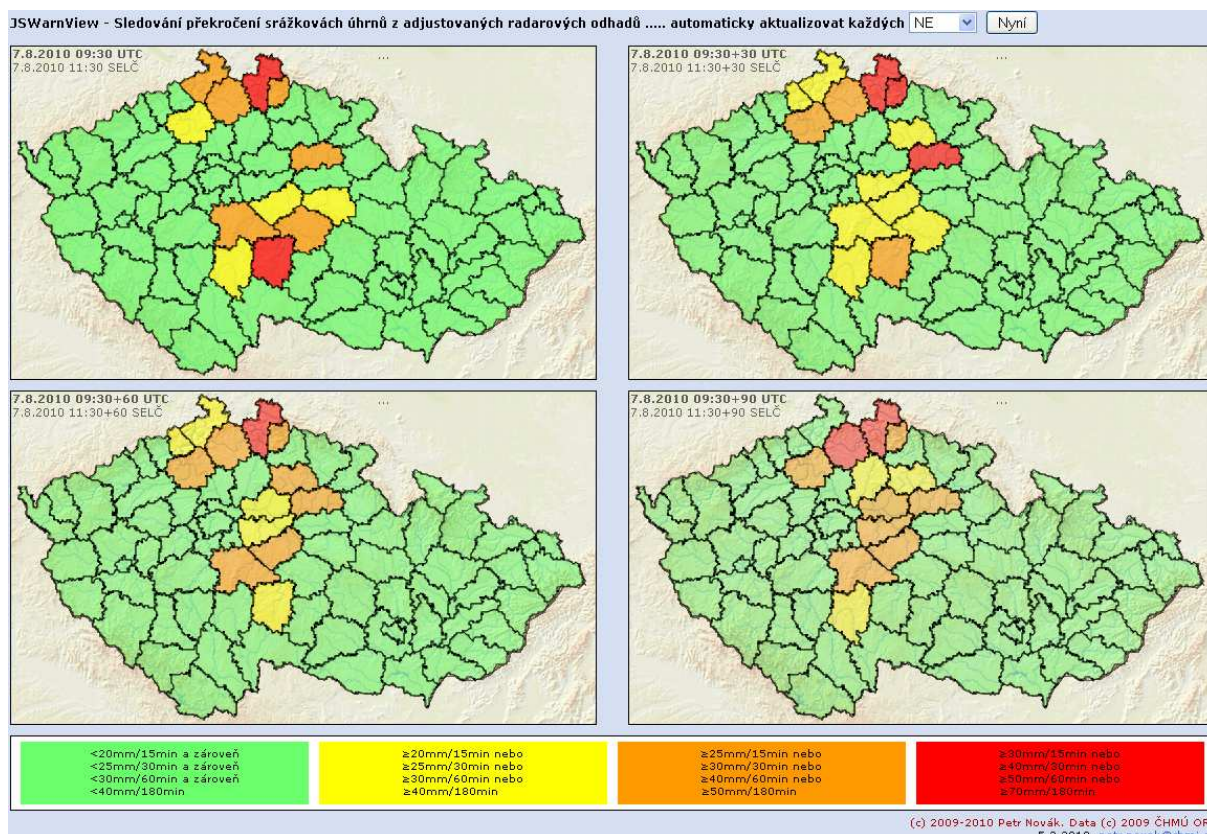 JSWarnView - Sledování překročení srážkových úhrnů z adjustovaných radarových odhadů ..... automaticky aktualizovat každých NE Nyní
7.8.2010 09:30 UTC ...
7.8.2010 11:30 SELČ
7.8.2010 09:30+30 UTC ...
7.8.2010 11:30+30 SELČ
7.8.2010 09:30+60 UTC ...
7.8.2010 11:30+60 SELČ
7.8.2010 09:30+90 UTC ...
7.8.2010 11:30+90 SELČ
<20mm/15min a zároveň
<25mm/30min a zároveň
<30mm/60min a zároveň
<40mm/180min
≥20mm/15min nebo
≥25mm/30min nebo
≥30mm/60min nebo
≥40mm/180min
≥25mm/15min nebo
≥30mm/30min nebo
≥40mm/60min nebo
≥50mm/180min
≥30mm/15min nebo
≥40mm/30min nebo
≥50mm/60min nebo
≥70mm/180min
(c) 2009-2010 Petr Novák. Data (c) 2009 ČHMÚ OR